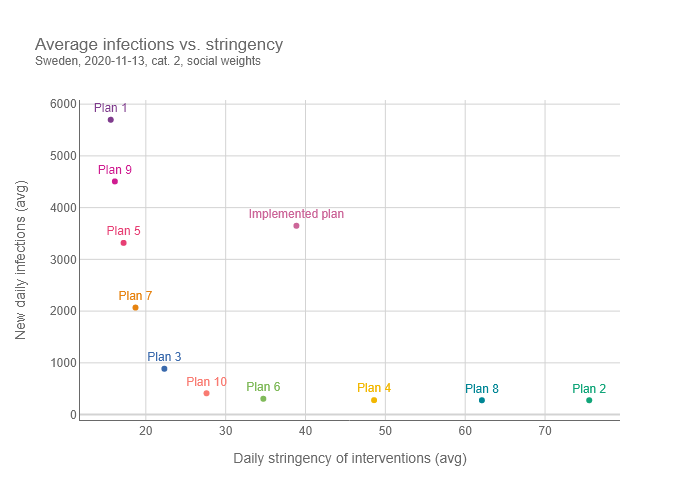 Average infections vs. stringency
Sweden, 2020-11-13, cat. 2, social weights
6000
Plan 1
5000
Plan 9
4000
Implemented plan
Plan 5
3000
Plan 7
2000
Plan 3
1000
Plan 10
Plan 6
Plan 4
Plan 8
Plan 2
0
20
30
40
50
60
70
New daily infections (avg)
Daily stringency of interventions (avg)